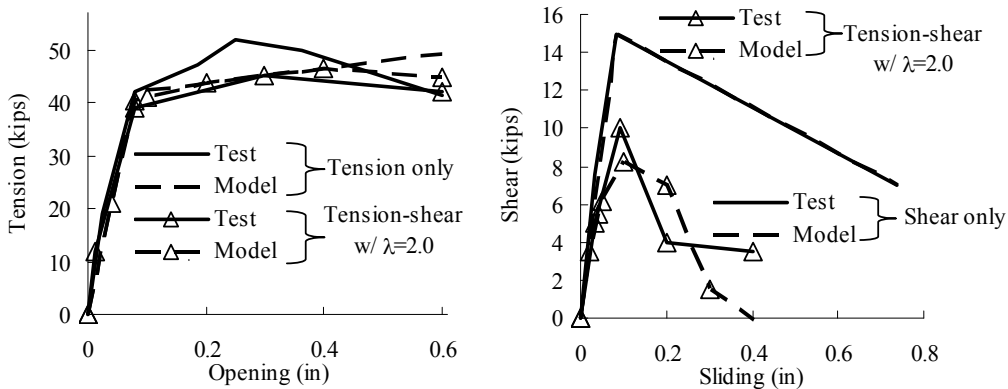 Tension (kips)
50
40
30
20
10
0
Test
Model
Tension only
Test
Model
Tension-shear
w/ λ=2.0
0
0.2
0.4
0.6
Opening (in)
Shear (kips)
16
14
12
10
8
6
4
2
0
Test
Model
Tension-shear
w/ λ=2.0
Test
Model
Shear only
0
0.2
0.4
0.6
0.8
Sliding (in)